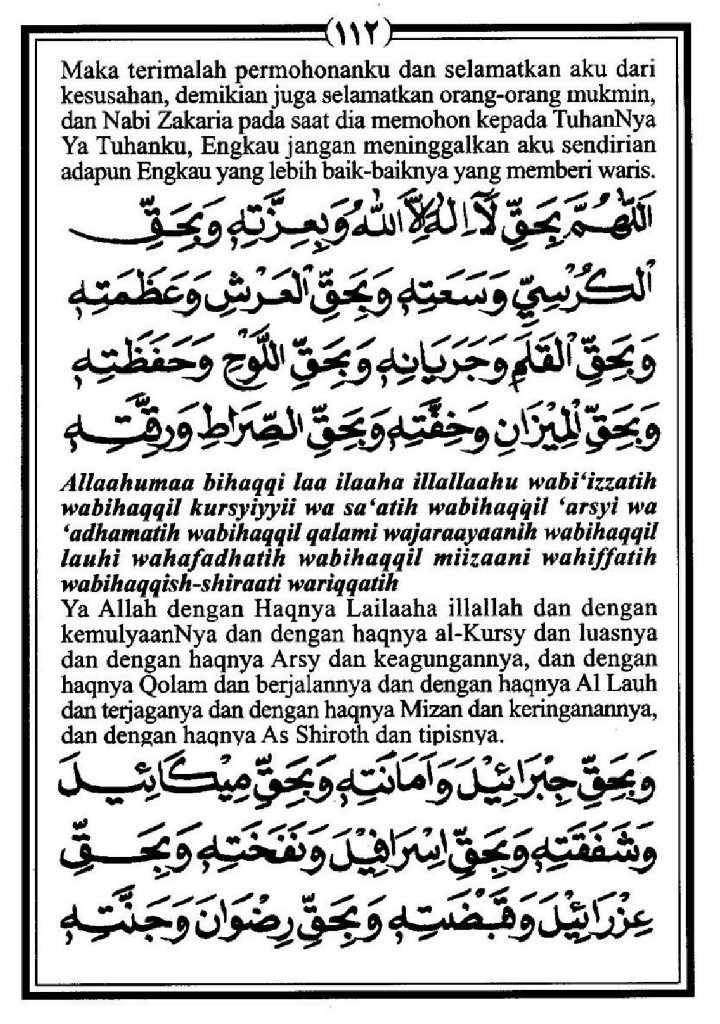 (١١٢)
Maka terimalah permohonanku dan selamatkan aku dari
kesusahan, demikian juga selamatkan orang-orang mukmin,
dan Nabi Zakaria pada saat dia memohon kepada TuhanNya
Ya Tuhanku, Engkau jangan meninggalkan aku sendirian
adapun Engkau yang lebih baik-baiknya yang memberi waris.
اَللّٰهُمَّ بِحَقِّ لَآ اِلٰهَ اِلاَّ اللّٰهُ وَبِعِزَّتِهِ وَبِحَقِّ
الْكُرْسِيِّ وَسَعَتِهِ وَبِحَقِّ الْعَرْشِ وَعَظَمَتِهِ
وَبِحَقِّ الْقَلَمِ وَجَرَيَانِهِ وَبِحَقِّ اللَّوْحِ وَحَفَظَتِهِ
وَبِحَقِّ الْمِيْزَانِ وَخِفَّتِهِ وَبِحَقِّ الصِّرَاطِ وَرِقَّتِهِ
Allaahumaa bihaqqi laa ilaaha illallaahu wabi‘izzatih
wabihaqqil kursyiyyii wa sa‘atih wabihaqqil ‘arsyi wa
‘adhamatih wabihaqqil qalami wajaraayaanih wabihaqqil
lauhi wahafadhatih wabihaqqil miizaani wahiffatih
wabihaqqish-shiraati wariqqatih
Ya Allah dengan Haqnya Lailaaha illallah dan dengan
kemulyaanNya dan dengan haqnya al-Kursy dan luasnya
dan dengan haqnya Arsy dan keagungannya, dan dengan
haqnya Qolam dan berjalannya dan dengan haqnya Al Lauh
dan terjaganya dan dengan haqnya Mizan dan keringanannya,
dan dengan haqnya As Shiroth dan tipisnya.
وَبِحَقِّ جِبْرَائِيْلَ وَاَمَانَتِهِ وَبِحَقِّ مِيْكَائِيْلَ
وَشَفَقَتِهِ وَبِحَقِّ اِسْرَافِيْلَ وَنَفَخَتِهِ وَبِحَقِّ
عِزْرَائِيْلَ وَقَبْضَتِهِ وَبِحَقِّ رِضْوَانَ وَجَنَّتِهِ